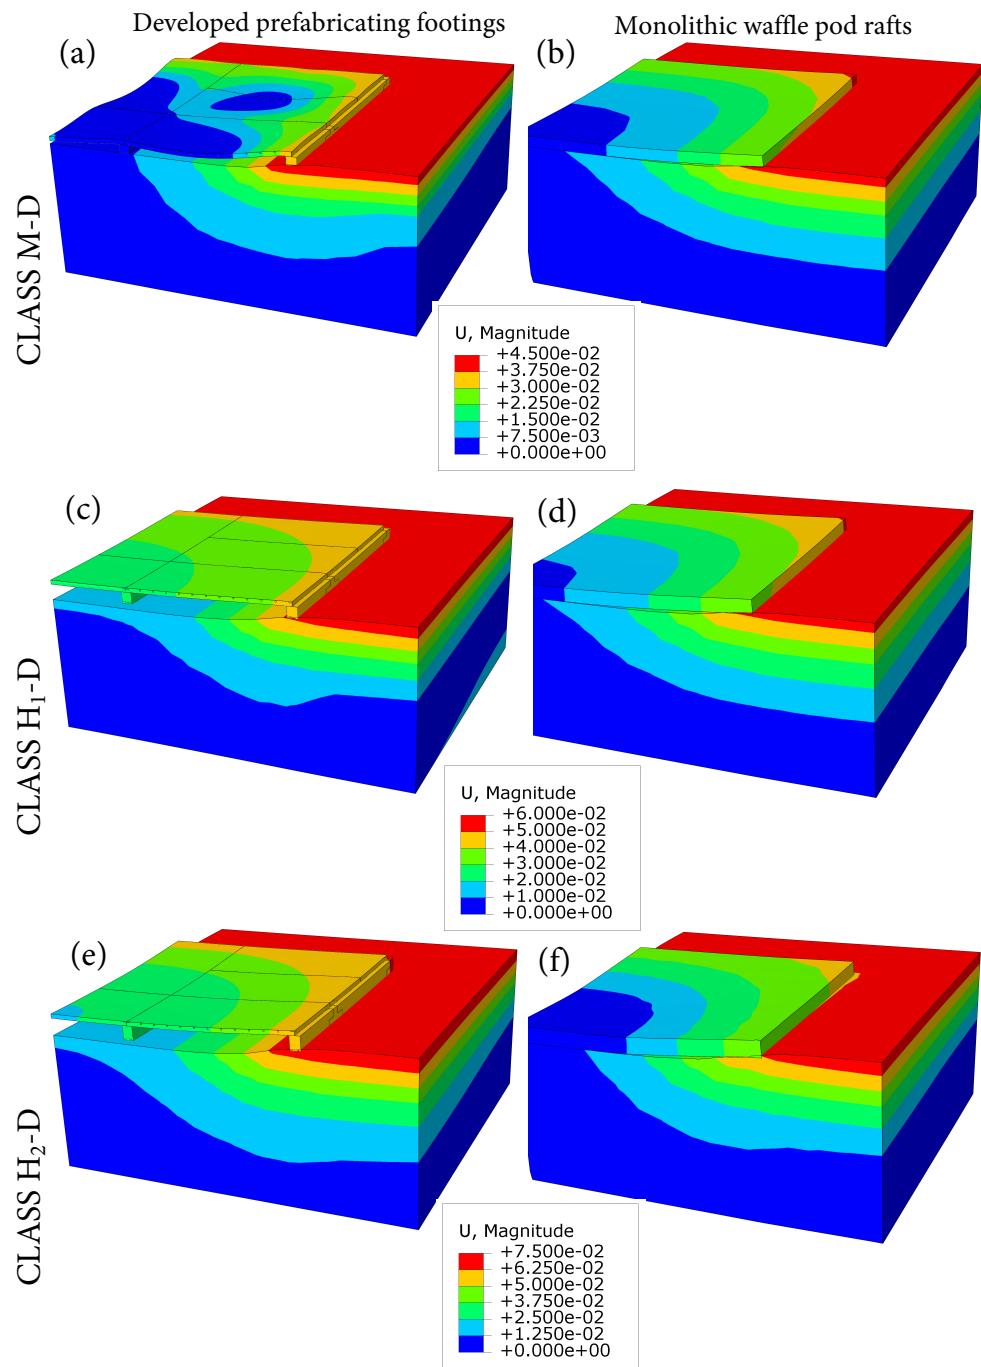 Developed prefabricating footings
Monolithic waffle pod rafts
(a)
(b)
CLASS M-D
U, Magnitude
+4.500e-02
+3.750e-02
+3.000e-02
+2.250e-02
+1.500e-02
+7.500e-03
+0.000e+00
(c)
(d)
CLASS H₁-D
U, Magnitude
+6.000e-02
+5.000e-02
+4.000e-02
+3.000e-02
+2.000e-02
+1.000e-02
+0.000e+00
(e)
(f)
CLASS H₂-D
U, Magnitude
+7.500e-02
+6.250e-02
+5.000e-02
+3.750e-02
+2.500e-02
+1.250e-02
+0.000e+00